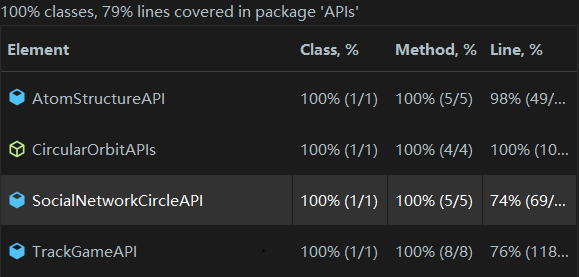 100% classes, 79% lines covered in package 'APIs'
Element Class, % Method, % Line, %
AtomStructureAPI 100% (1/1) 100% (5/5) 98% (49/...
CircularOrbitAPIs 100% (1/1) 100% (4/4) 100% (10...
SocialNetworkCircleAPI 100% (1/1) 100% (5/5) 74% (69/...
TrackGameAPI 100% (1/1) 100% (8/8) 76% (118...